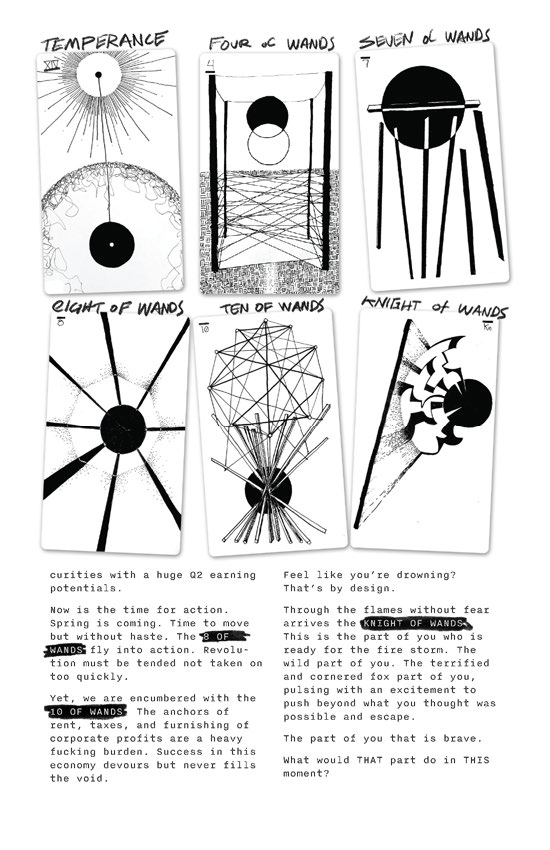 TEMPERANCE
FOUR of WANDS
SEVEN of WANDS
XIV
4
7
EIGHT OF WANDS
TEN OF WANDS
KNIGHT of WANDS
8
10
Kn
curities with a huge Q2 earning
potentials.
Now is the time for action.
Spring is coming. Time to move
but without haste. The 8 OF
WANDS fly into action. Revolu-
tion must be tended not taken on
too quickly.
Yet, we are encumbered with the
10 OF WANDS. The anchors of
rent, taxes, and furnishing of
corporate profits are a heavy
fucking burden. Success in this
economy devours but never fills
the void.
Feel like you're drowning?
That's by design.
Through the flames without fear
arrives the KNIGHT OF WANDS.
This is the part of you who is
ready for the fire storm. The
wild part of you. The terrified
and cornered fox part of you,
pulsing with an excitement to
push beyond what you thought was
possible and escape.
The part of you that is brave.
What would THAT part do in THIS
moment?